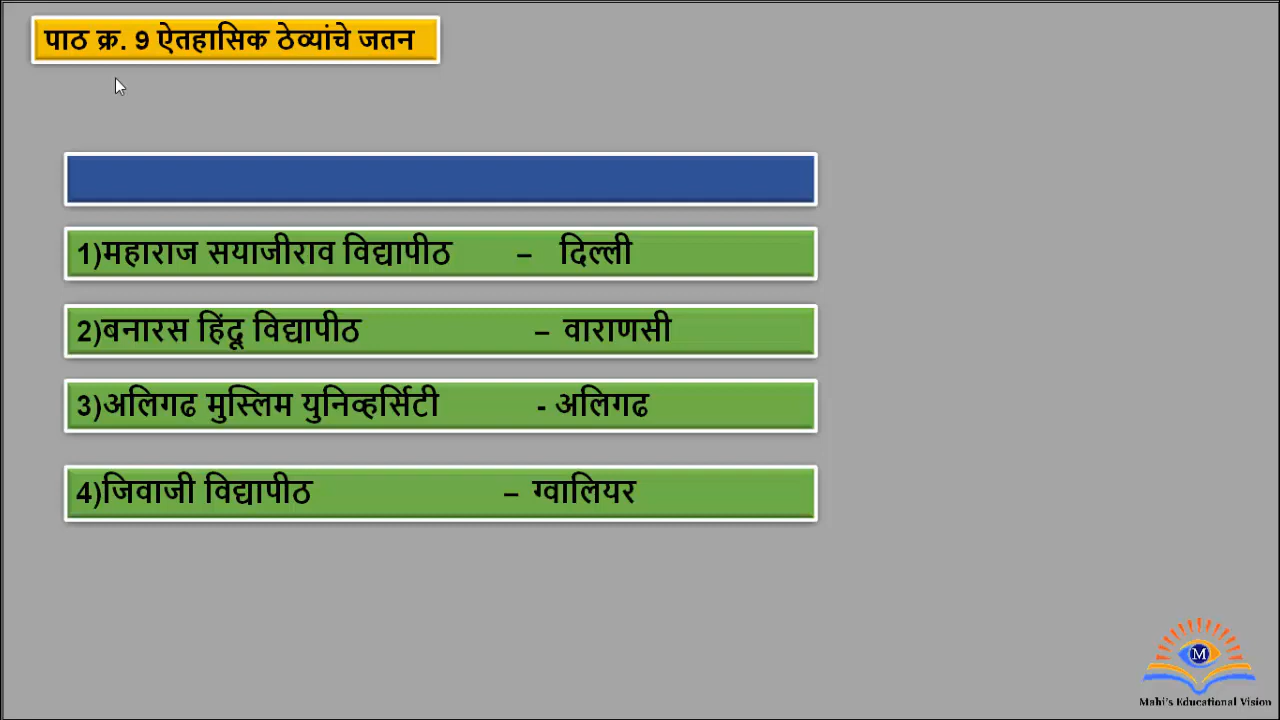 पाठ क्र. 9 ऐतहासिक ठेव्यांचे जतन
1)महाराज सयाजीराव विद्यापीठ – दिल्ली
2)बनारस हिंदू विद्यापीठ – वाराणसी
3)अलिगढ मुस्लिम युनिव्हर्सिटी - अलिगढ
4)जिवाजी विद्यापीठ – ग्वालियर
M
Mahi's Educational Vision